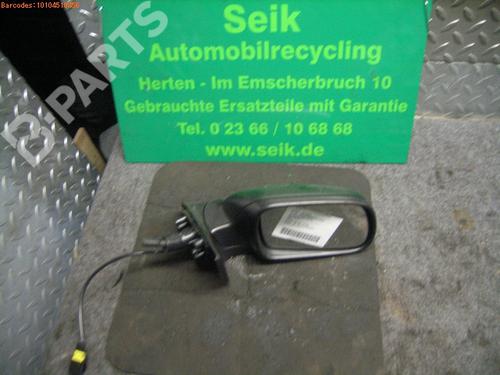 Barcodes:10104518856
B-PARTS
Seik
Automobilrecycling
Herten - Im Emscherbruch 10
Gebrauchte Ersatzteile mit Garantie
Tel. 0 23 66 / 10 68 68
www.seik.de